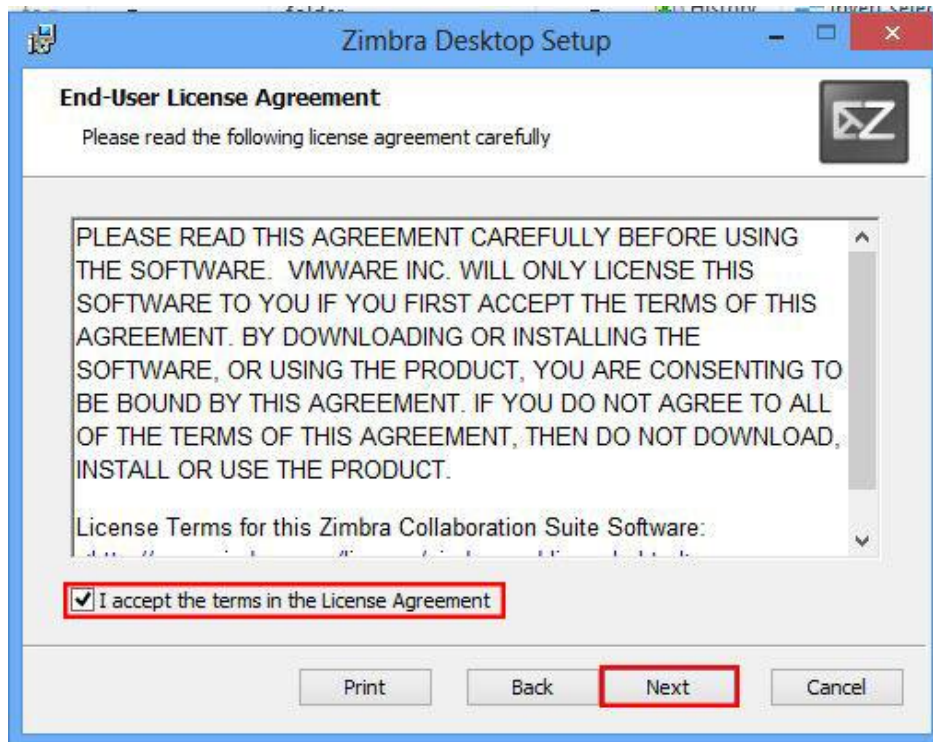 History
Zimbra Desktop Setup
End-User License Agreement
Please read the following license agreement carefully
Z
PLEASE READ THIS AGREEMENT CAREFULLY BEFORE USING
THE SOFTWARE. VMWARE INC. WILL ONLY LICENSE THIS
SOFTWARE TO YOU IF YOU FIRST ACCEPT THE TERMS OF THIS
AGREEMENT. BY DOWNLOADING OR INSTALLING THE
SOFTWARE, OR USING THE PRODUCT, YOU ARE CONSENTING TO
BE BOUND BY THIS AGREEMENT. IF YOU DO NOT AGREE TO ALL
OF THE TERMS OF THIS AGREEMENT, THEN DO NOT DOWNLOAD,
INSTALL OR USE THE PRODUCT.
License Terms for this Zimbra Collaboration Suite Software:
I accept the terms in the License Agreement
Print Back Next Cancel